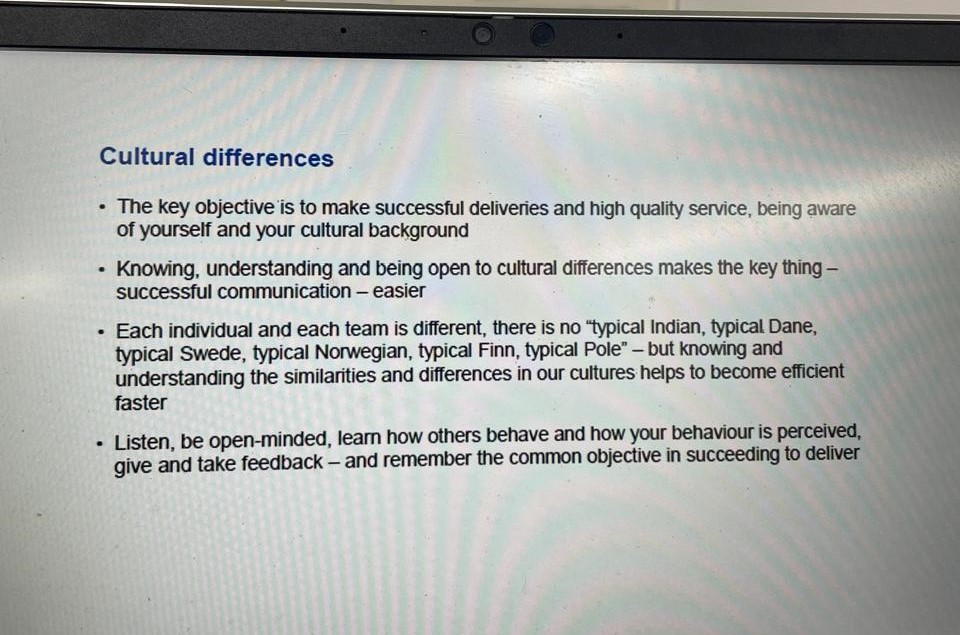 Cultural differences
• The key objective is to make successful deliveries and high quality service, being aware
of yourself and your cultural background
• Knowing, understanding and being open to cultural differences makes the key thing –
successful communication – easier
• Each individual and each team is different, there is no “typical Indian, typical Dane,
typical Swede, typical Norwegian, typical Finn, typical Pole” – but knowing and
understanding the similarities and differences in our cultures helps to become efficient
faster
• Listen, be open-minded, learn how others behave and how your behaviour is perceived,
give and take feedback – and remember the common objective in succeeding to deliver